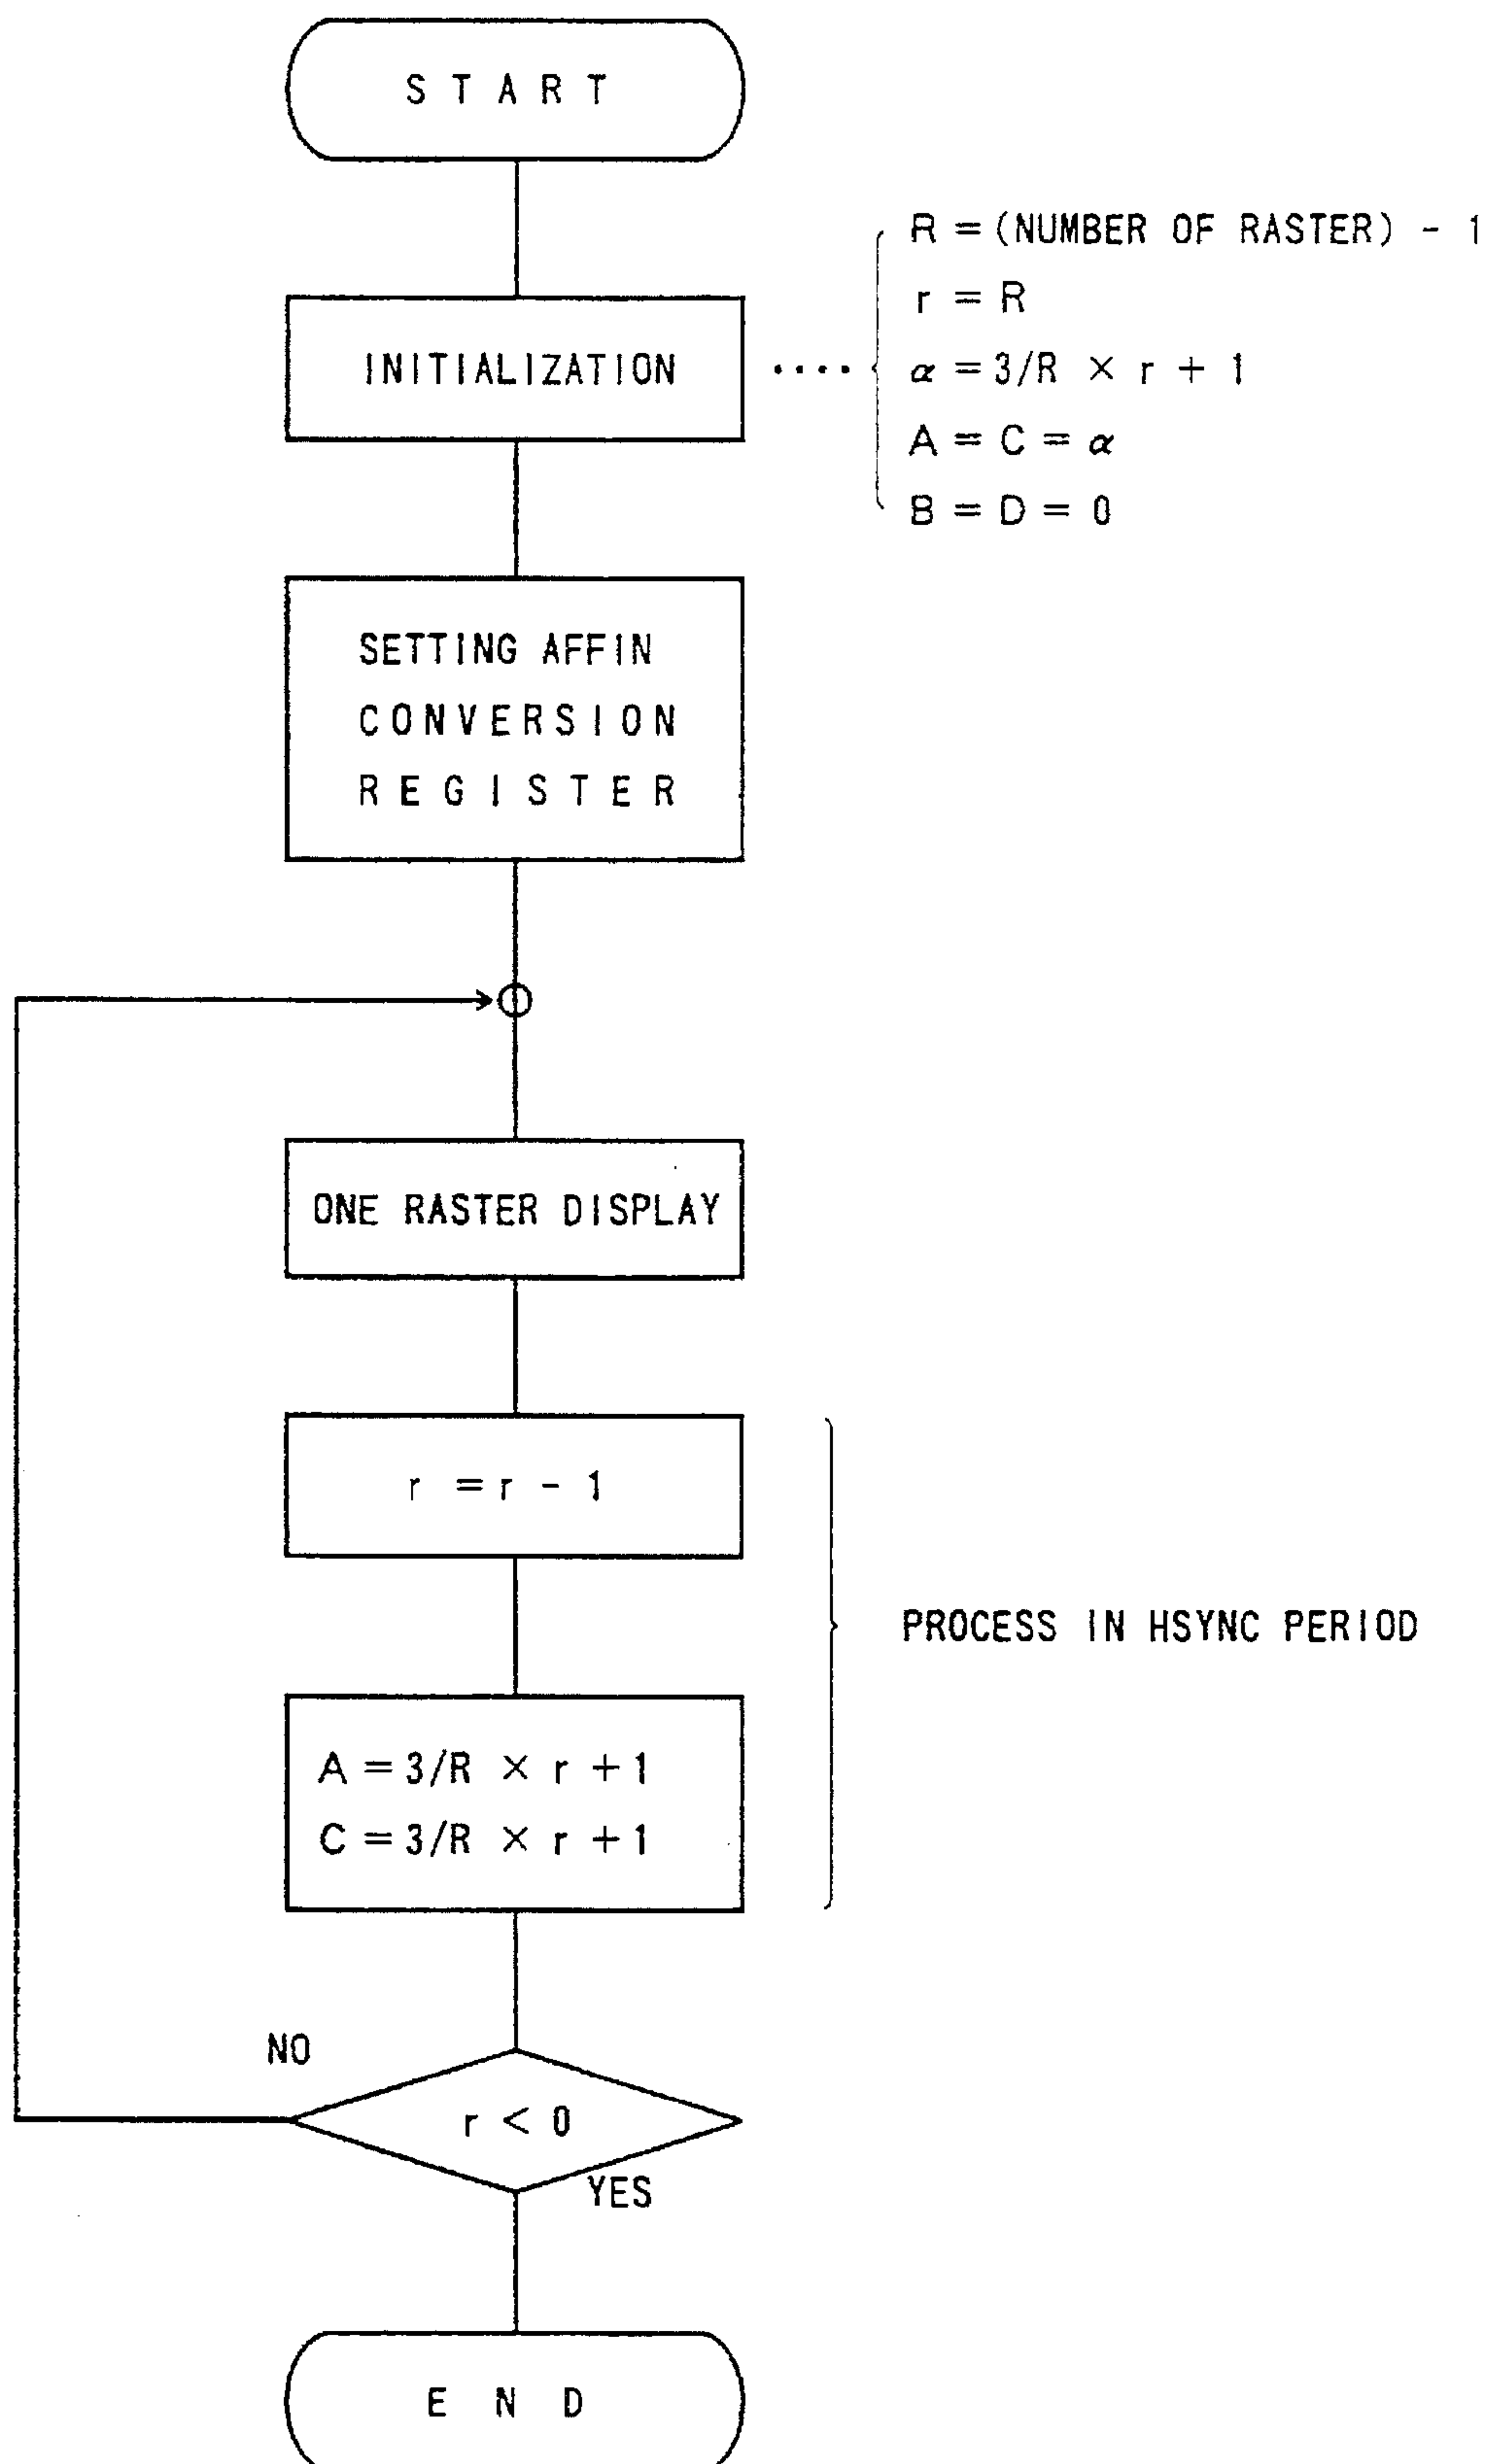 START
R = (NUMBER OF RASTER) - 1
r = R
α = 3/R × r + 1
A = C = α
B = D = 0
INITIALIZATION ····
SETTING AFFIN
CONVERSION
REGISTER
ONE RASTER DISPLAY
r = r - 1
PROCESS IN HSYNC PERIOD
A = 3/R × r + 1
C = 3/R × r + 1
NO
r < 0
YES
END